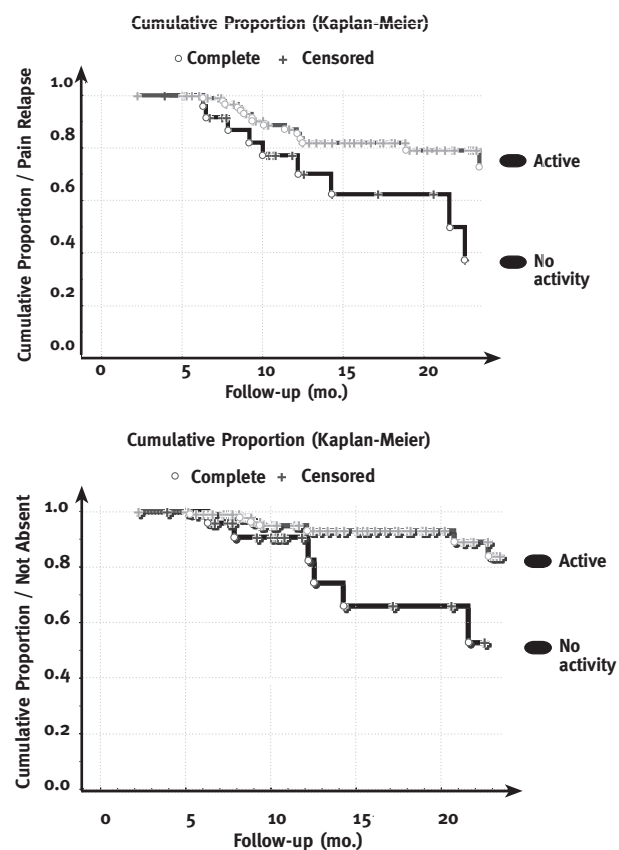 Cumulative Proportion (Kaplan-Meier)
Complete + Censored
Cumulative Proportion / Pain Relapse
1.0
0.8
0.6
0.4
0.2
0.0
Active
No
activity
0 5 10 15 20
Follow-up (mo.)
Cumulative Proportion (Kaplan-Meier)
Complete + Censored
Cumulative Proportion / Not Absent
1.0
0.8
0.6
0.4
0.2
0.0
Active
No
activity
0 5 10 15 20
Follow-up (mo.)